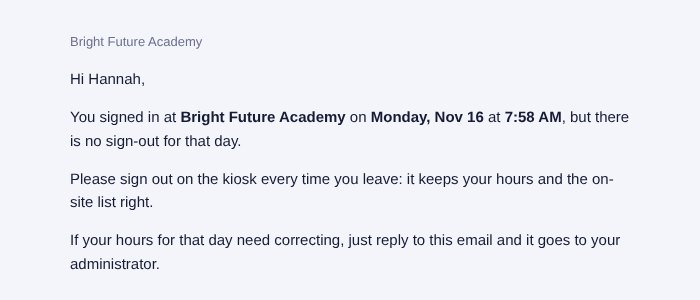 Bright Future Academy
Hi Hannah,
You signed in at Bright Future Academy on Monday, Nov 16 at 7:58 AM, but there
is no sign-out for that day.
Please sign out on the kiosk every time you leave: it keeps your hours and the on-
site list right.
If your hours for that day need correcting, just reply to this email and it goes to your
administrator.